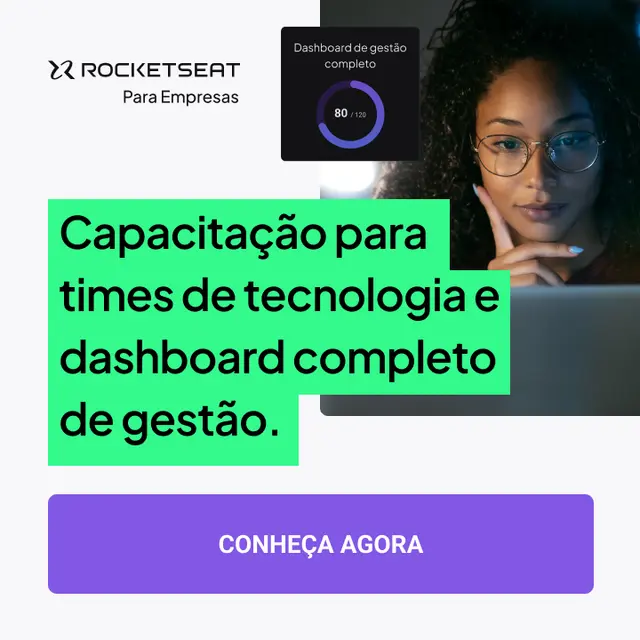 ROCKETSEAT
Para Empresas
Dashboard de gestão
completo
80 / 120
Capacitação para
times de tecnologia e
dashboard completo
de gestão.
CONHEÇA AGORA